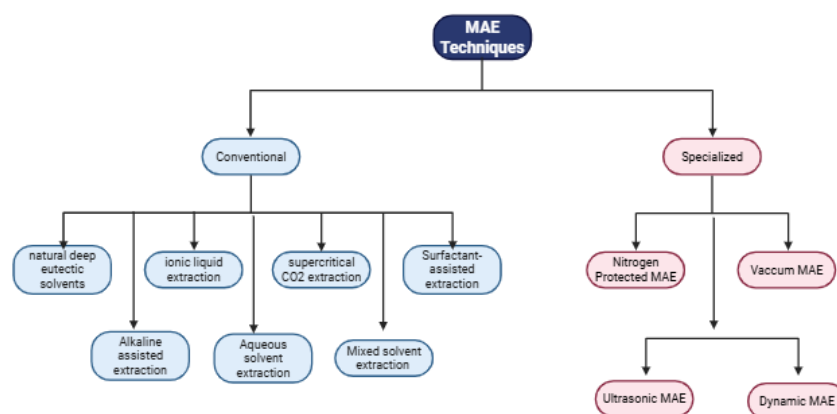 MAE
Techniques
Conventional
Specialized
natural deep
eutectic
solvents
ionic liquid
extraction
supercritical
CO2 extraction
Surfactant-
assisted
extraction
Nitrogen
Protected MAE
Vaccum MAE
Alkaline
assisted
extraction
Aqueous
solvent
extraction
Mixed solvent
extraction
Ultrasonic MAE
Dynamic MAE